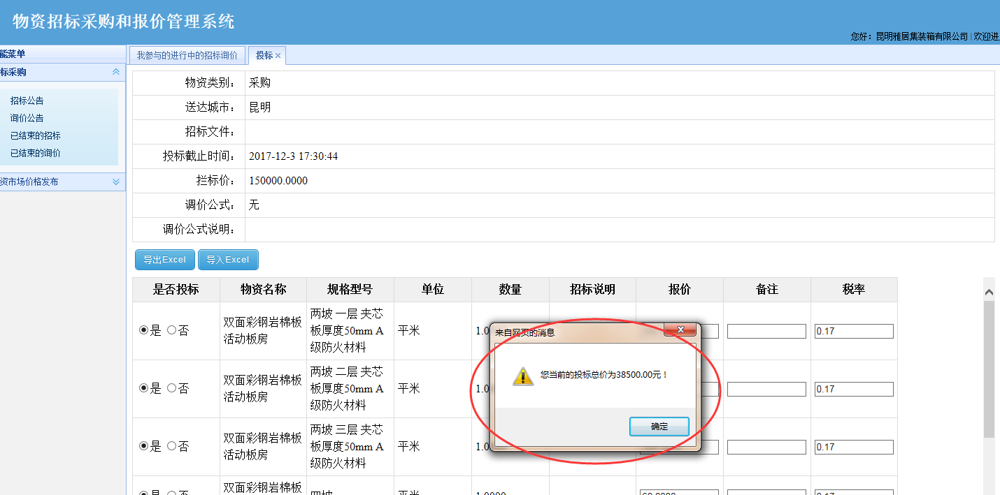 物资招标采购和报价管理系统
您好：昆明雅居集装箱有限公司 | 欢迎进
能菜单
标采购
招标公告
询价公告
已结束的招标
已结束的询价
资市场价格发布
我参与的进行中的招标询价 投标
物资类别： 采购
送达城市： 昆明
招标文件：
投标截止时间： 2017-12-3 17:30:44
拦标价： 150000.0000
调价公式： 无
调价公式说明：
导出Excel 导入Excel
是否投标 物资名称 规格型号 单位 数量 招标说明 报价 备注 税率
是 否 双面彩钢岩棉板
活动板房
两坡 一层 夹芯
板厚度50mm A
级防火材料
平米 1.0 0.17
是 否 双面彩钢岩棉板
活动板房
两坡 二层 夹芯
板厚度50mm A
级防火材料
平米 1.0 0.17
是 否 双面彩钢岩棉板
活动板房
两坡 三层 夹芯
板厚度50mm A
级防火材料
平米 1.0 0.17
是 否 双面彩钢岩棉板
两坡 平米 1.0000 0.17
来自网页的消息
您当前的投标总价为38500.00元！
确定